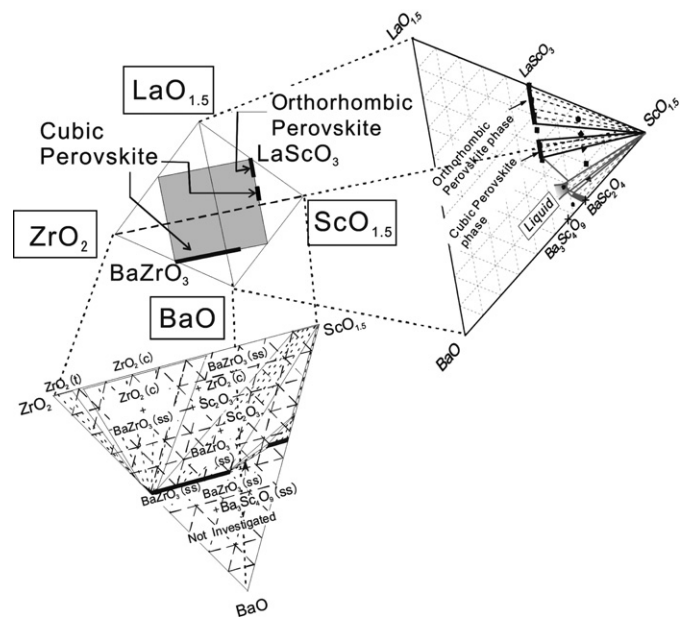 LaO1.5
Orthorhombic
Perovskite
LaScO3
Cubic
Perovskite
ZrO2
ScO1.5
BaZrO3
BaO
LaO1.5
LaScO3
ScO1.5
Orthorhombic
Perovskite phase
Cubic Perovskite
phase
Liquid
BaSc2O4
Ba3Sc4O9
BaO
ScO1.5
ZrO2(c)
BaZrO3(ss)
+ ZrO2(c)
+
Sc2O3
ZrO2(t)
ZrO2
ZrO2(c)
+
BaZrO3(ss)
Sc2O3
+
BaZrO3
(ss)
BaZrO3(ss)
BaZrO3(ss)
+Ba3Sc4O9(ss)
Not Investigated
BaO